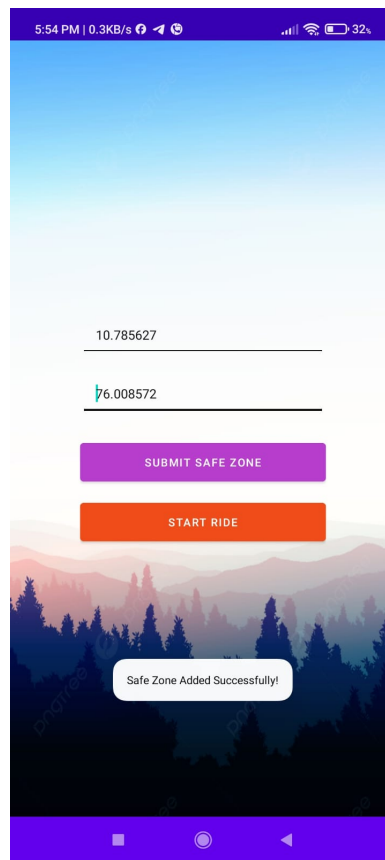 5:54 PM | 0.3KB/s 32%
10.785627
76.008572
SUBMIT SAFE ZONE
START RIDE
Safe Zone Added Successfully!
pngtree